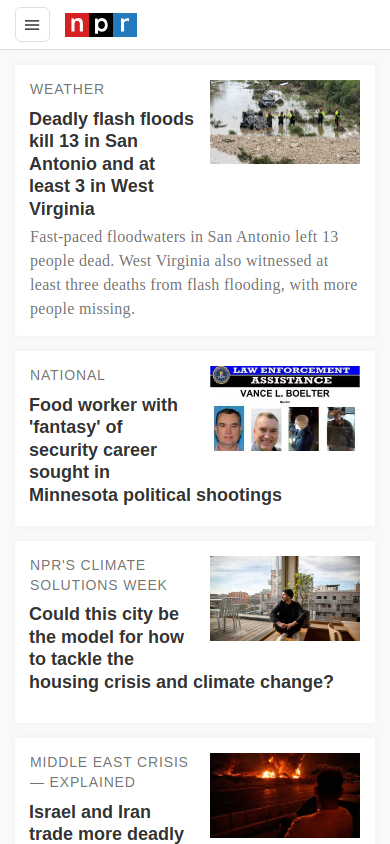 npr
WEATHER
Deadly flash floods
kill 13 in San
Antonio and at
least 3 in West
Virginia
Fast-paced floodwaters in San Antonio left 13
people dead. West Virginia also witnessed at
least three deaths from flash flooding, with more
people missing.
NATIONAL
LAW ENFORCEMENT
ASSISTANCE
VANCE L. BOELTER
Food worker with
'fantasy' of
security career
sought in
Minnesota political shootings
NPR'S CLIMATE
SOLUTIONS WEEK
Could this city be
the model for how
to tackle the
housing crisis and climate change?
MIDDLE EAST CRISIS
— EXPLAINED
Israel and Iran
trade more deadly